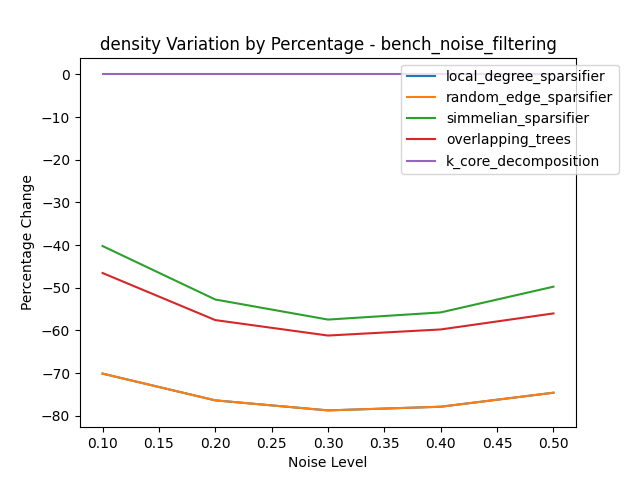 density Variation by Percentage - bench_noise_filtering
Percentage Change
0
−10
−20
−30
−40
−50
−60
−70
−80
local_degree_sparsifier
random_edge_sparsifier
simmelian_sparsifier
overlapping_trees
k_core_decomposition
0.10 0.15 0.20 0.25 0.30 0.35 0.40 0.45 0.50
Noise Level